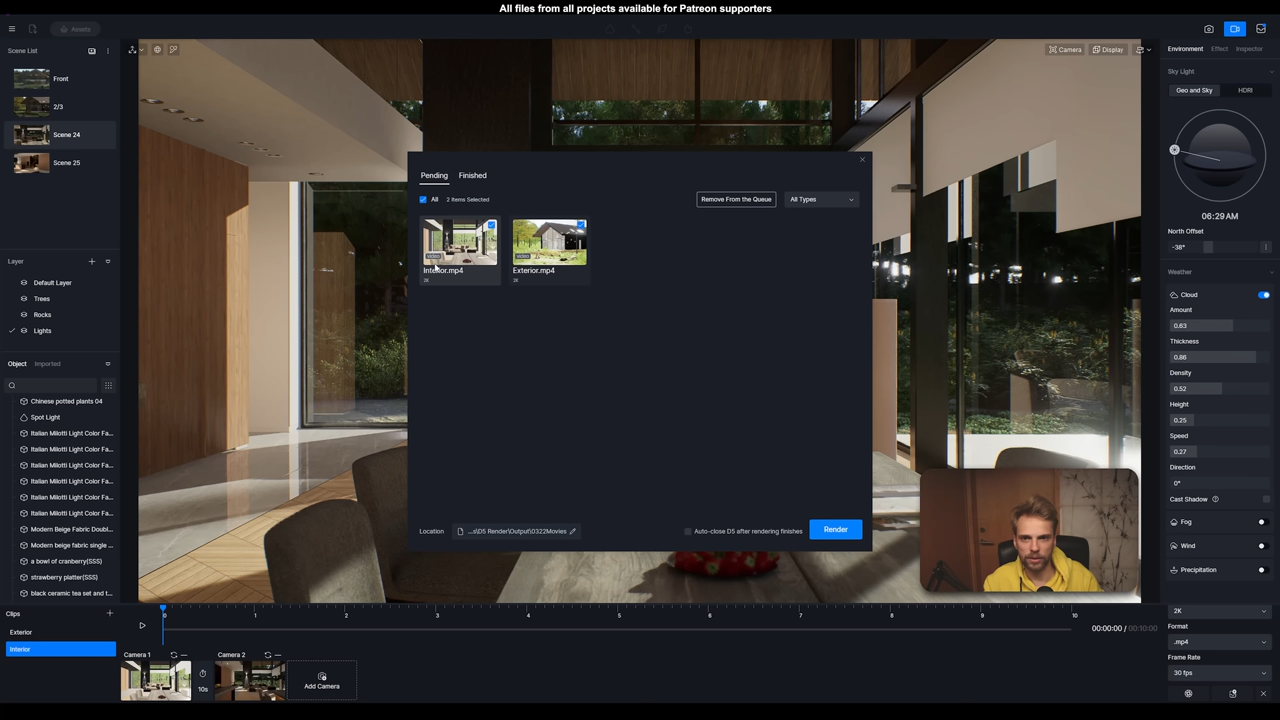 All files from all projects available for Patreon supporters
Assets
Scene List
Front
2/3
Scene 24
Scene 25
Camera
Display
Environment
Effect
Inspector
Sky Light
Geo and Sky
HDRI
06:29 AM
North Offset
-38°
Weather
Cloud
Amount
0.63
Thickness
0.86
Density
0.52
Height
0.25
Speed
0.27
Direction
0°
Cast Shadow
Fog
Wind
Precipitation
Pending
Finished
All
2 Items Selected
Remove From the Queue
All Types
video
Interior.mp4
2K
video
Exterior.mp4
2K
Location
...s\D5 Render\Output\0322Movies
Auto-close D5 after rendering finishes
Render
Layer
Default Layer
Trees
Rocks
Lights
Object
Imported
Chinese potted plants 04
Spot Light
Italian Milotti Light Color Fa...
Italian Milotti Light Color Fa...
Italian Milotti Light Color Fa...
Italian Milotti Light Color Fa...
Italian Milotti Light Color Fa...
Italian Milotti Light Color Fa...
Modern Beige Fabric Doubl...
Modern beige fabric single ...
a bowl of cranberry(SSS)
strawberry platter(SSS)
black ceramic tea set and t...
Clips
Exterior
Interior
0 1 2 3 4 5 6 7 8 9 10
00:00:00 / 00:10:00
Camera 1
10s
Camera 2
Add Camera
2K
Format
.mp4
Frame Rate
30 fps